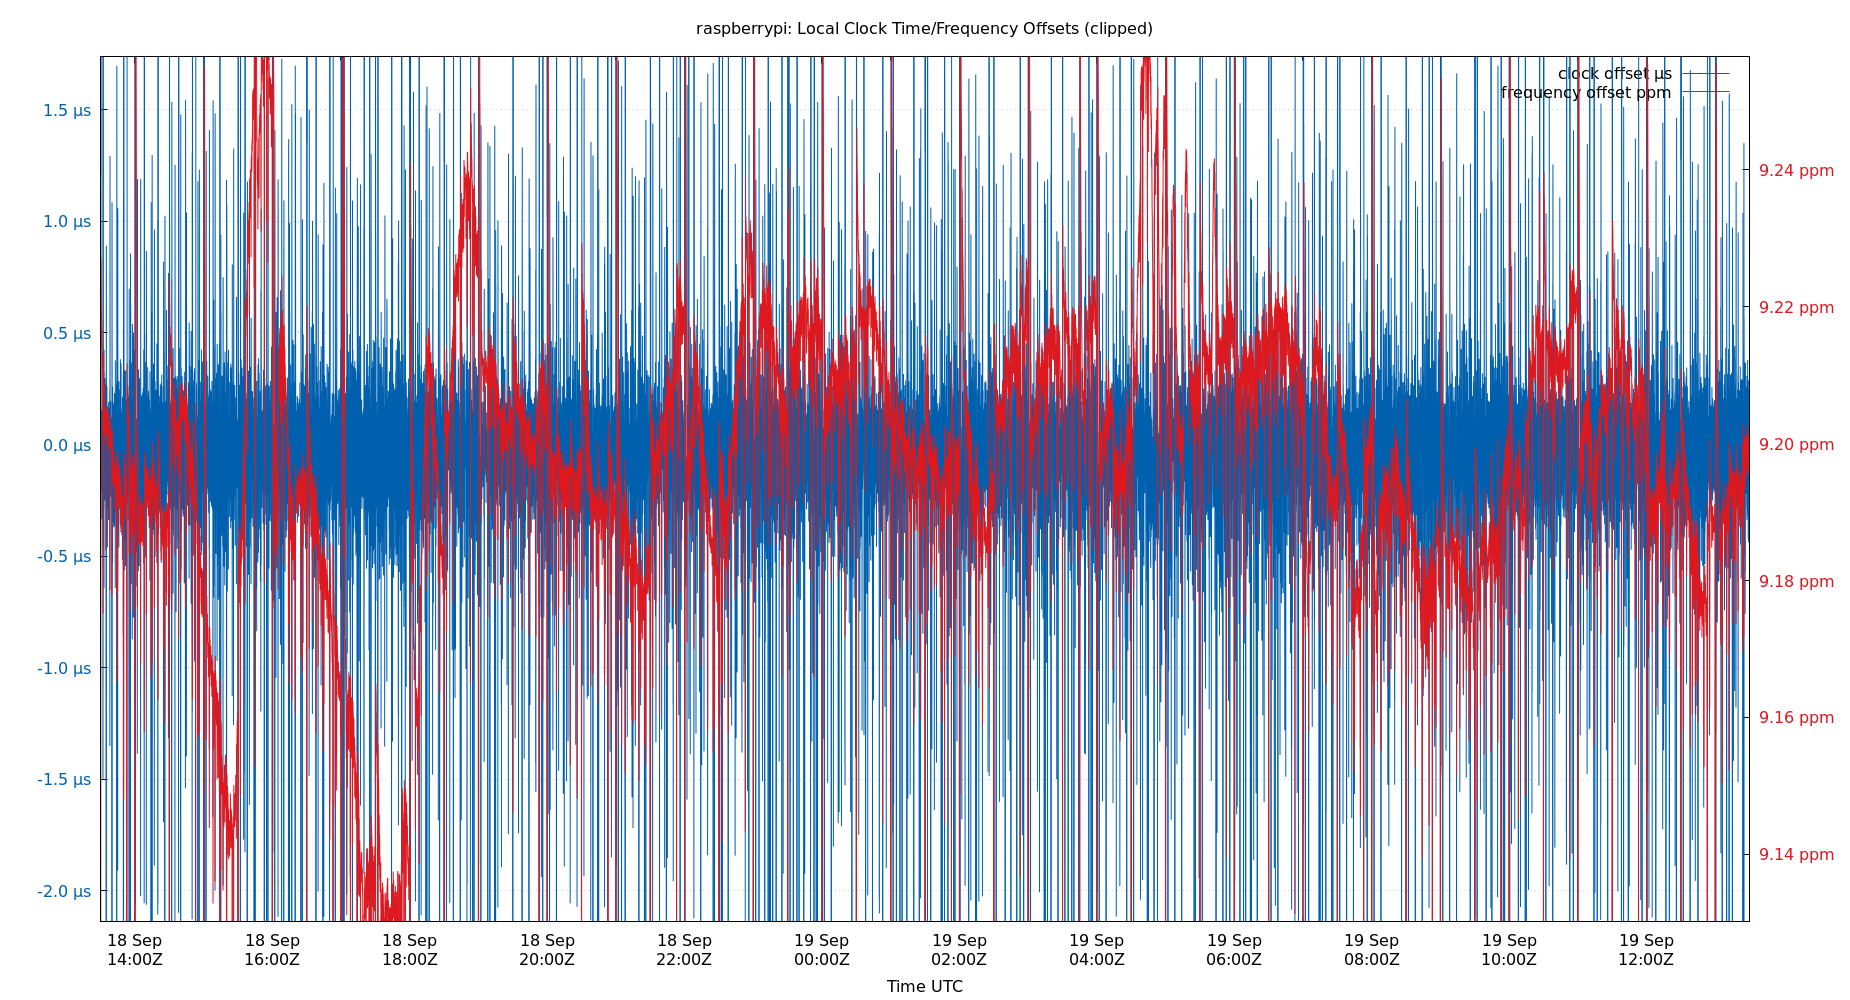 raspberrypi: Local Clock Time/Frequency Offsets (clipped)
clock offset µs
frequency offset ppm
1.5 µs
1.0 µs
0.5 µs
0.0 µs
-0.5 µs
-1.0 µs
-1.5 µs
-2.0 µs
9.24 ppm
9.22 ppm
9.20 ppm
9.18 ppm
9.16 ppm
9.14 ppm
18 Sep 18 Sep 18 Sep 18 Sep 18 Sep 19 Sep 19 Sep 19 Sep 19 Sep 19 Sep 19 Sep 19 Sep
14:00Z 16:00Z 18:00Z 20:00Z 22:00Z 00:00Z 02:00Z 04:00Z 06:00Z 08:00Z 10:00Z 12:00Z
Time UTC